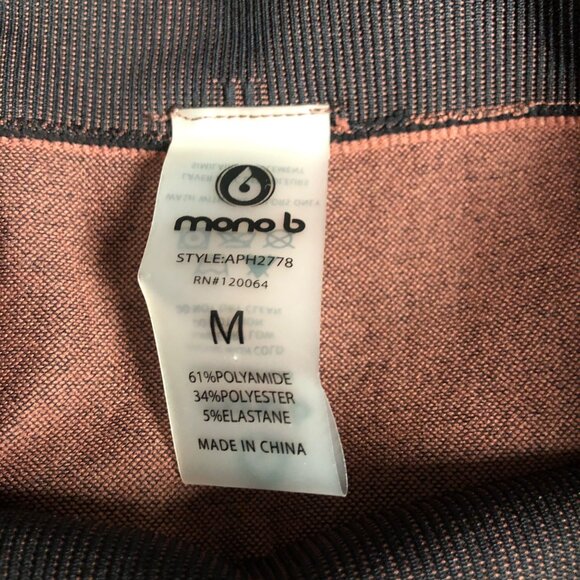 mono b
STYLE:APH2778
RN#120064
M
61%POLYAMIDE
34%POLYESTER
5%ELASTANE
MADE IN CHINA